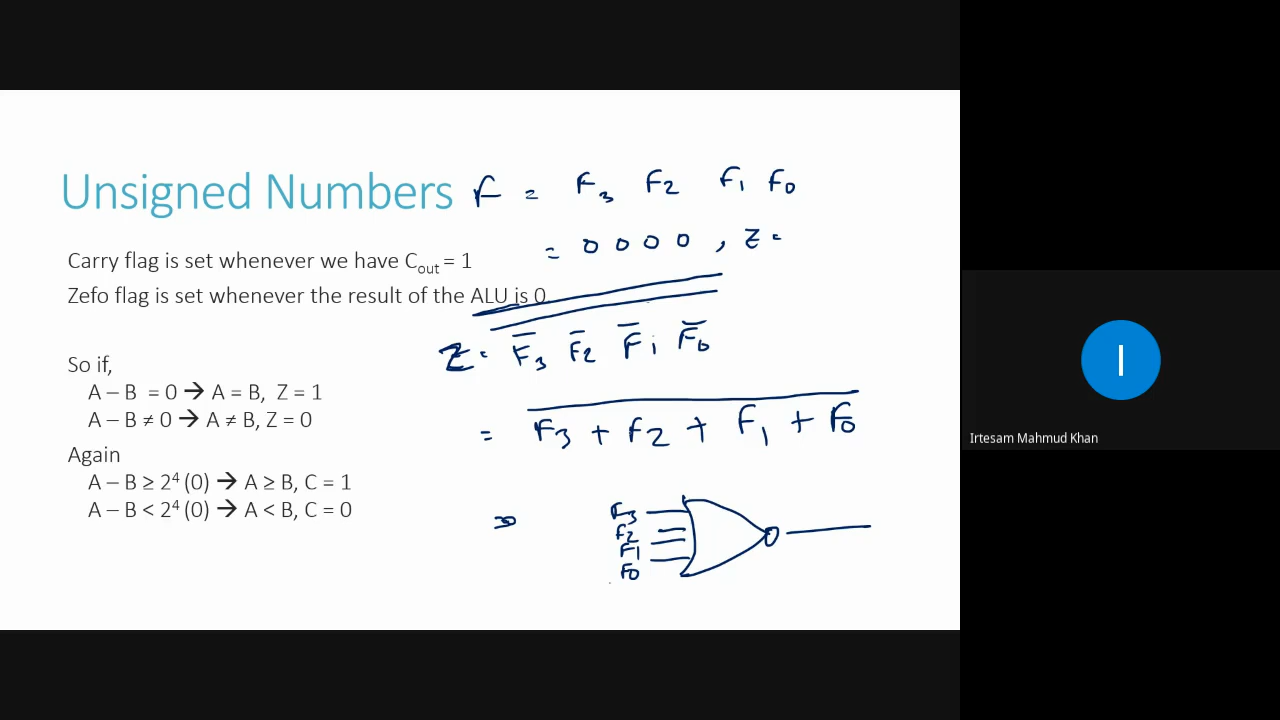 Unsigned Numbers
F = F3 F2 F1 F0
= 0 0 0 0 , Z =
Carry flag is set whenever we have Cout = 1
Zefo flag is set whenever the result of the ALU is 0
Z = F̅3 F̅2 F̅1 F̅0
So if,
A – B = 0 → A = B, Z = 1
A – B ≠ 0 → A ≠ B, Z = 0
= F3 + F2 + F1 + F0
Again
A – B ≥ 2⁴ (0) → A ≥ B, C = 1
A – B < 2⁴ (0) → A < B, C = 0
⇒
F3
F2
F1
F0
I
Irtesam Mahmud Khan